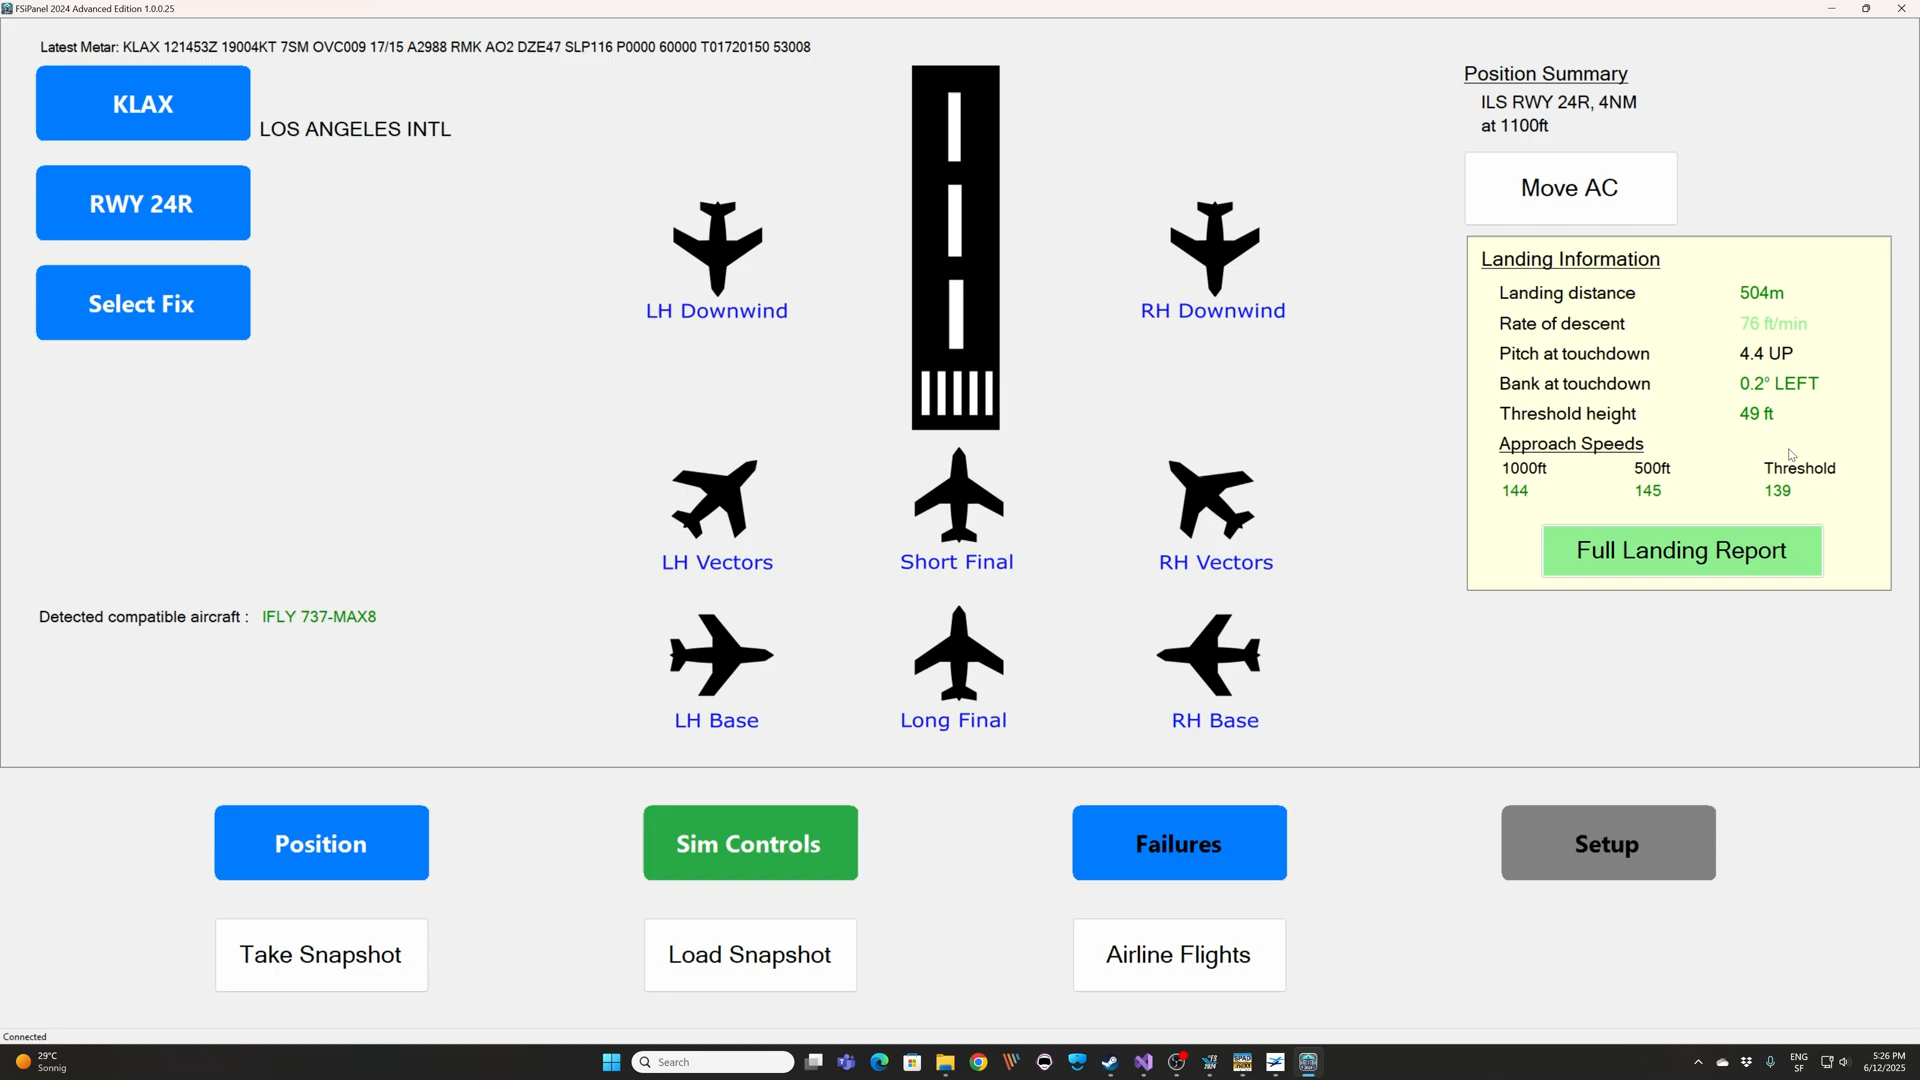 FSiPanel 2024 Advanced Edition 1.0.0.25
Latest Metar: KLAX 121453Z 19004KT 7SM OVC009 17/15 A2988 RMK AO2 DZE47 SLP116 P0000 60000 T01720150 53008
KLAX
LOS ANGELES INTL
RWY 24R
Select Fix
Detected compatible aircraft : IFLY 737-MAX8
LH Downwind
RH Downwind
LH Vectors
Short Final
RH Vectors
LH Base
Long Final
RH Base
Position Summary
ILS RWY 24R, 4NM
at 1100ft
Move AC
Landing Information
Landing distance 504m
Rate of descent 76 ft/min
Pitch at touchdown 4.4 UP
Bank at touchdown 0.2° LEFT
Threshold height 49 ft
Approach Speeds
1000ft 500ft Threshold
144 145 139
Full Landing Report
Position
Sim Controls
Failures
Setup
Take Snapshot
Load Snapshot
Airline Flights
Connected
29°C
Sonnig
Search
ENG
SF
5:26 PM
6/12/2025